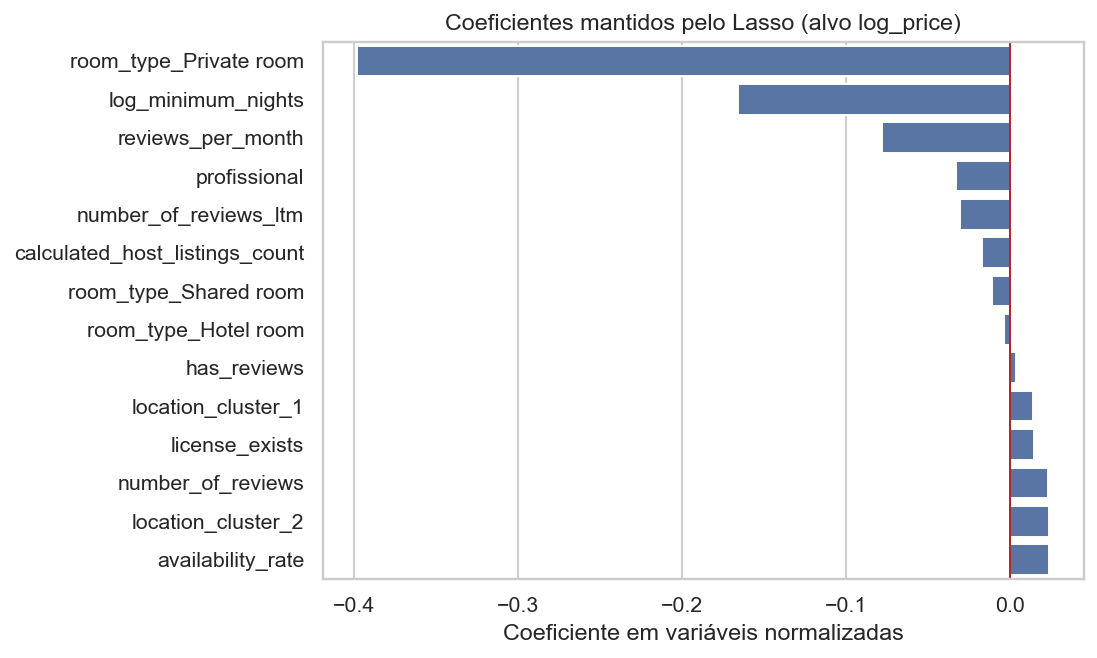 Coeficientes mantidos pelo Lasso (alvo log_price)
room_type_Private room
log_minimum_nights
reviews_per_month
profissional
number_of_reviews_ltm
calculated_host_listings_count
room_type_Shared room
room_type_Hotel room
has_reviews
location_cluster_1
license_exists
number_of_reviews
location_cluster_2
availability_rate
−0.4 −0.3 −0.2 −0.1 0.0
Coeficiente em variáveis normalizadas